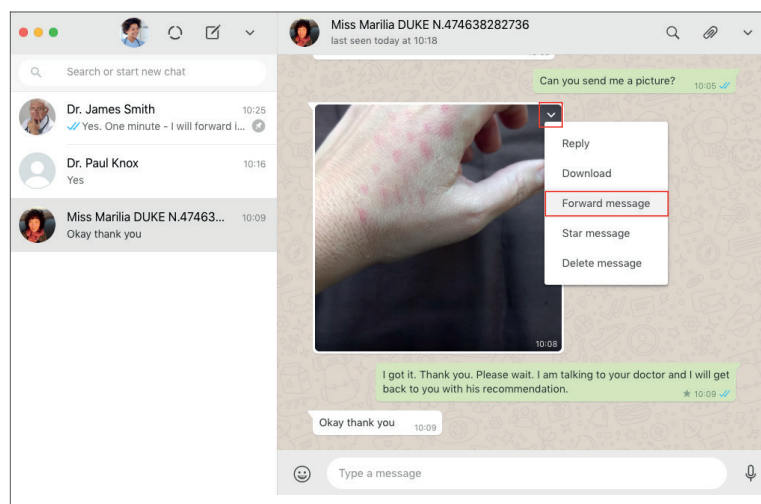 Miss Marilia DUKE N.474638282736
last seen today at 10:18
Search or start new chat
Dr. James Smith 10:25
Yes. One minute - I will forward i...
Dr. Paul Knox 10:16
Yes
Miss Marilia DUKE N.47463... 10:09
Okay thank you
Can you send me a picture? 10:05
Reply
Download
Forward message
Star message
Delete message
10:08
I got it. Thank you. Please wait. I am talking to your doctor and I will get
back to you with his recommendation.
10:09
Okay thank you 10:09
Type a message